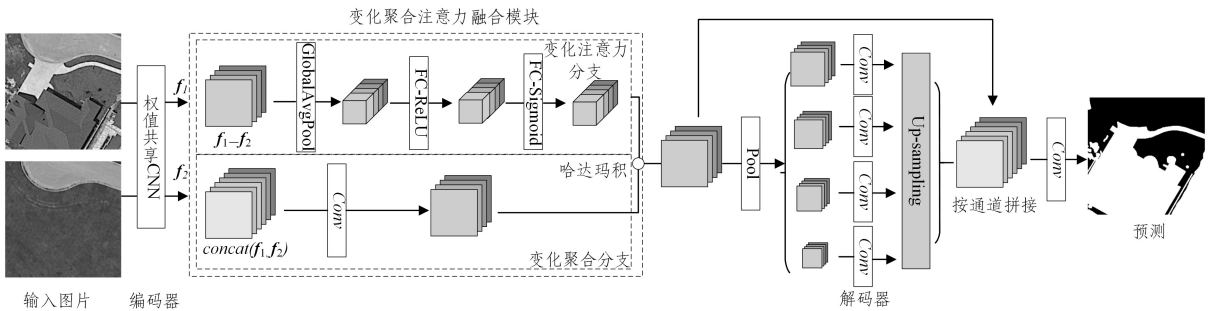 变化聚合注意力融合模块
变化注意力
分支
权值共享CNN
f₁
f₁–f₂
GlobalAvgPool
FC-ReLU
FC-Sigmoid
哈达玛积
f₂
concat(f₁,f₂)
Conv
变化聚合分支
Pool
Conv
Conv
Conv
Conv
Up-sampling
按通道拼接
Conv
预测
输入图片
编码器
解码器